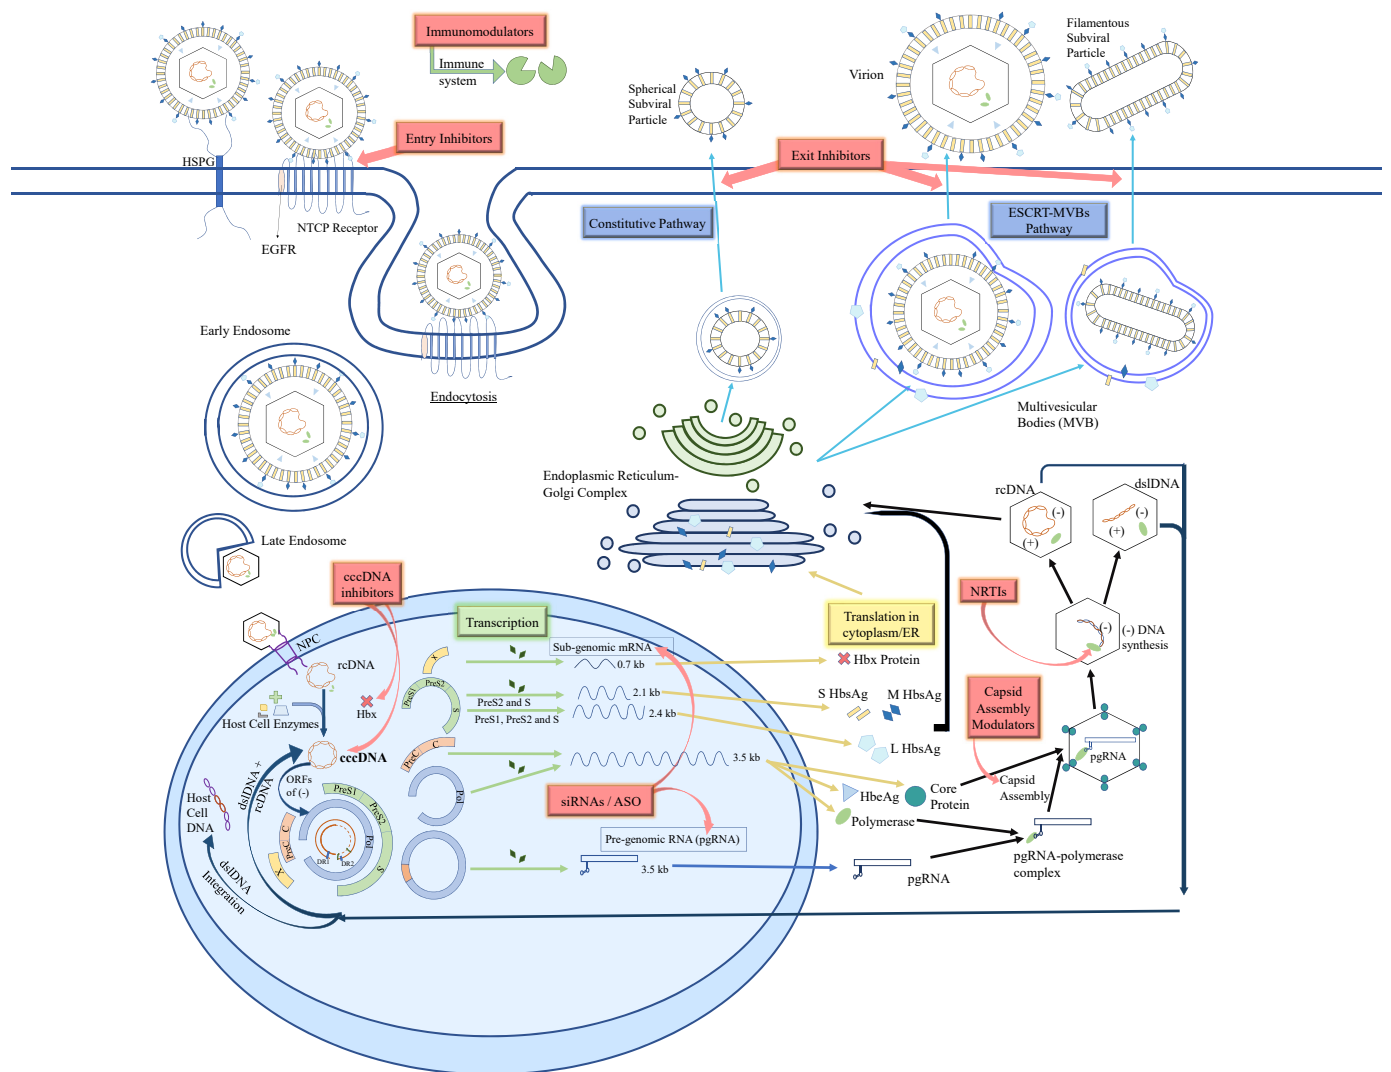 Immunomodulators
Immune
system
Filamentous
Subviral
Particle
Virion
Spherical
Subviral
Particle
Entry Inhibitors
Exit Inhibitors
HSPG
NTCP Receptor
EGFR
Constitutive Pathway
ESCRT-MVBs
Pathway
Early Endosome
Endocytosis
Multivesicular
Bodies (MVB)
Endoplasmic Reticulum-
Golgi Complex
rcDNA
(-)
(+)
dslDNA
(-)
(+)
Late Endosome
cccDNA
inhibitors
NRTIs
Transcription
Translation in
cytoplasm/ER
(-)
(-) DNA
synthesis
NPC
rcDNA
Sub-genomic mRNA
X
0.7 kb
Hbx Protein
Hbx
Host Cell Enzymes
PreS1
PreS2
S
PreS2 and S
2.1 kb
PreS1, PreS2 and S
2.4 kb
S HbsAg
M HbsAg
L HbsAg
Capsid
Assembly
Modulators
cccDNA
PreC
C
3.5 kb
pgRNA
dslDNA +
rcDNA
ORFs
of (-)
Pol
siRNAs / ASO
HbeAg
Core
Protein
Capsid
Assembly
Host
Cell
DNA
PreS1
PreS2
Pol
S
PreC
C
X
DR1
DR2
Polymerase
Pre-genomic RNA (pgRNA)
3.5 kb
pgRNA
pgRNA-polymerase
complex
dslDNA
Integration